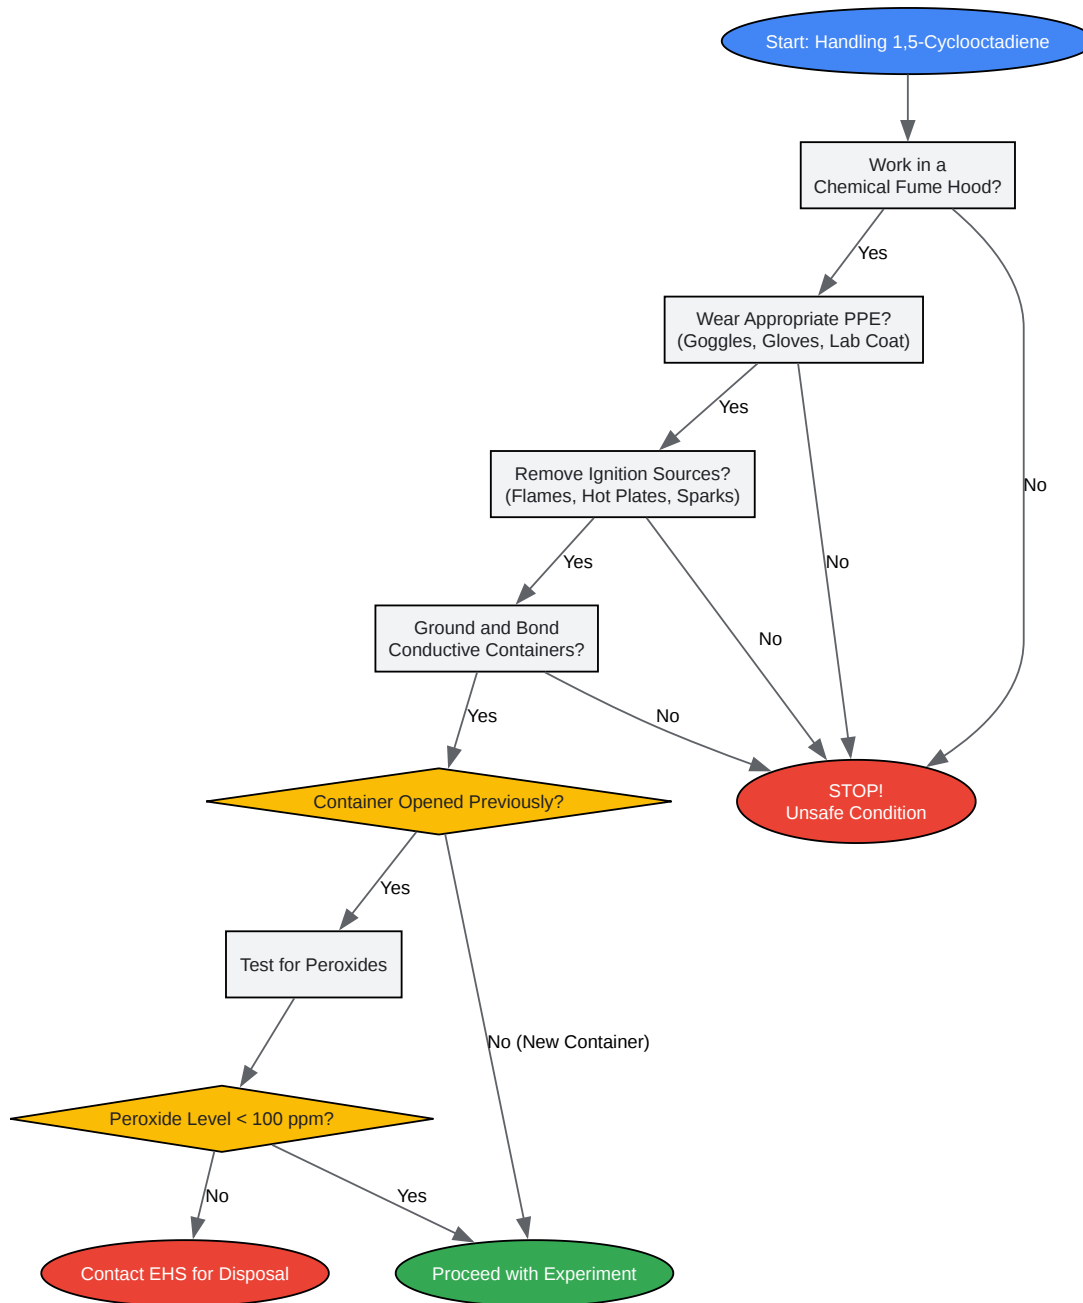 Start: Handling 1,5-Cyclooctadiene
Work in a
Chemical Fume Hood?
Yes
Wear Appropriate PPE?
(Goggles, Gloves, Lab Coat)
Yes
Remove Ignition Sources?
(Flames, Hot Plates, Sparks)
No
Yes
No
Ground and Bond
Conductive Containers?
No
Yes
No
STOP!
Unsafe Condition
Container Opened Previously?
Yes
Test for Peroxides
No (New Container)
Peroxide Level < 100 ppm?
No
Yes
Contact EHS for Disposal
Proceed with Experiment